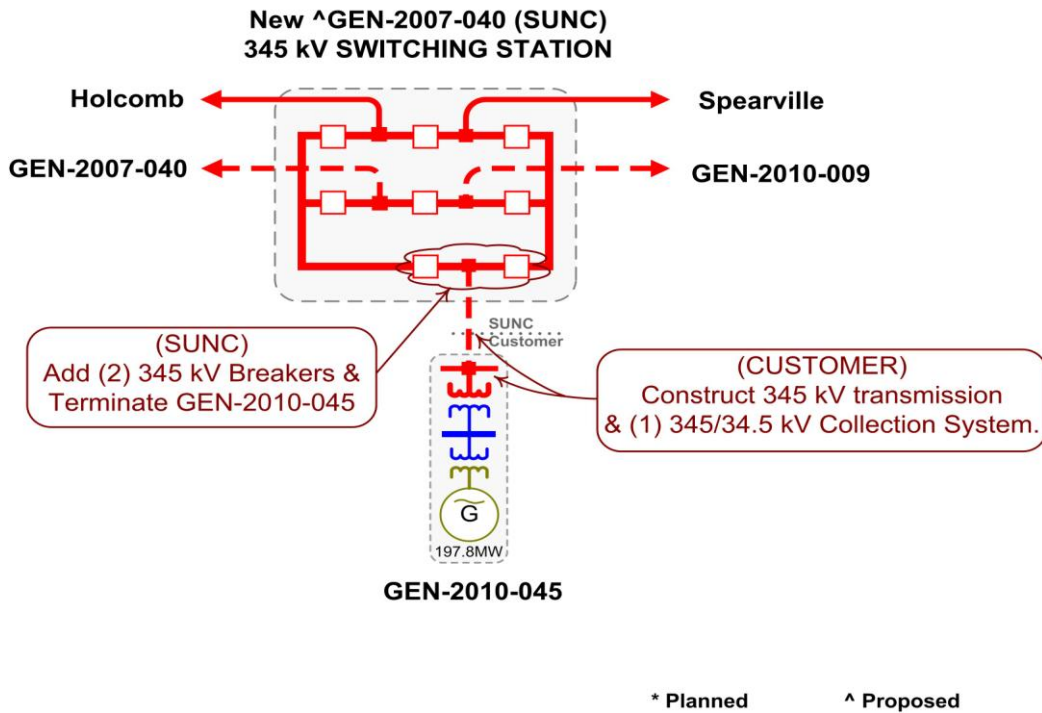 New ^GEN-2007-040 (SUNC)
345 kV SWITCHING STATION
Holcomb
Spearville
GEN-2007-040
GEN-2010-009
SUNC
Customer
(SUNC)
Add (2) 345 kV Breakers &
Terminate GEN-2010-045
(CUSTOMER)
Construct 345 kV transmission
& (1) 345/34.5 kV Collection System.
G
197.8MW
GEN-2010-045
* Planned
^ Proposed